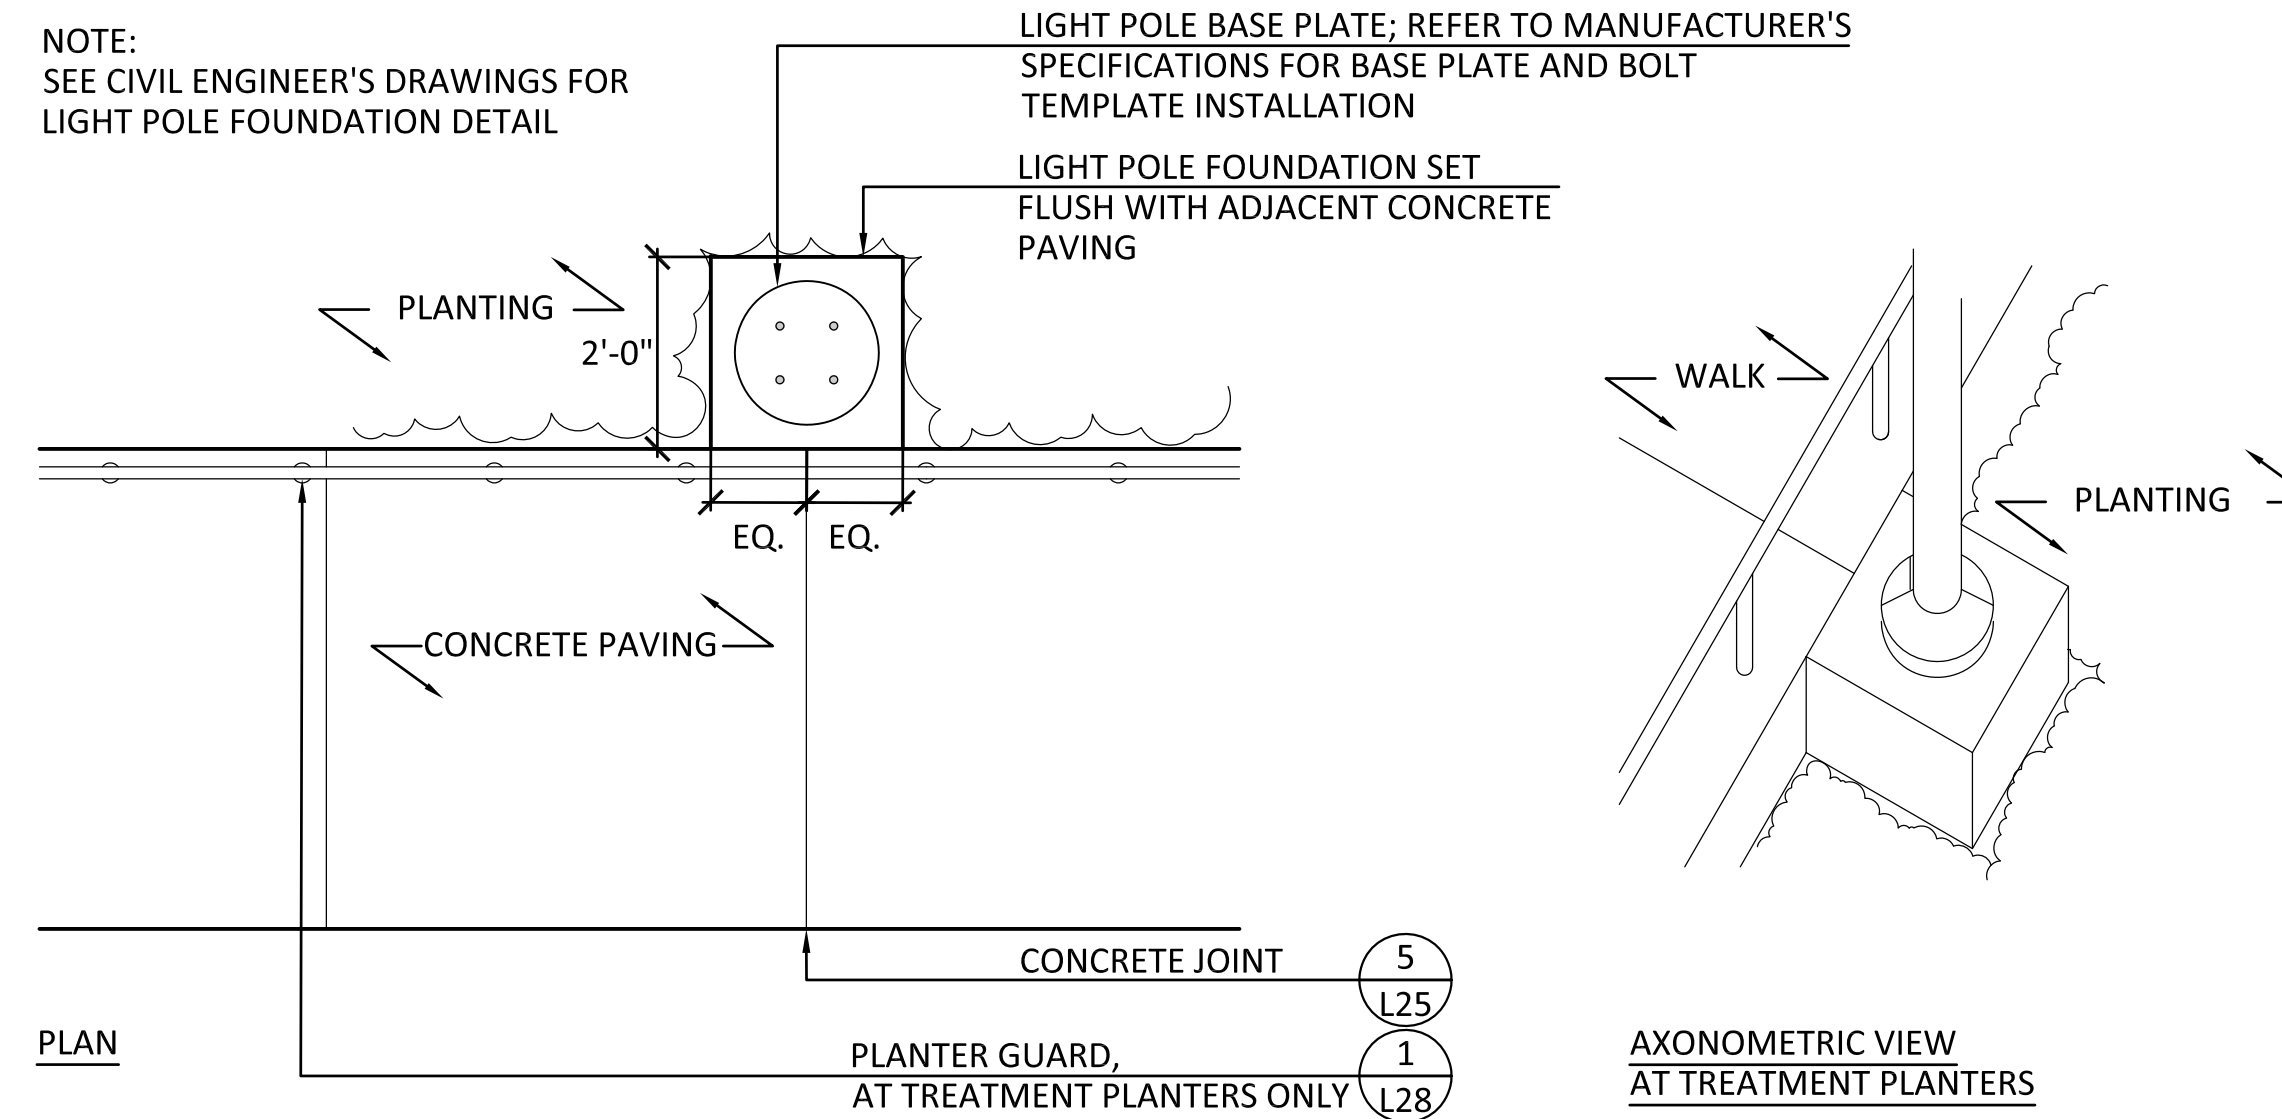 NOTE:
SEE CIVIL ENGINEER'S DRAWINGS FOR
LIGHT POLE FOUNDATION DETAIL
LIGHT POLE BASE PLATE; REFER TO MANUFACTURER'S
SPECIFICATIONS FOR BASE PLATE AND BOLT
TEMPLATE INSTALLATION
LIGHT POLE FOUNDATION SET
FLUSH WITH ADJACENT CONCRETE
PAVING
PLANTING
2'-0"
EQ. EQ.
CONCRETE PAVING
WALK
PLANTING
CONCRETE JOINT
5
L25
PLANTER GUARD,
AT TREATMENT PLANTERS ONLY
1
L28
PLAN
AXONOMETRIC VIEW
AT TREATMENT PLANTERS